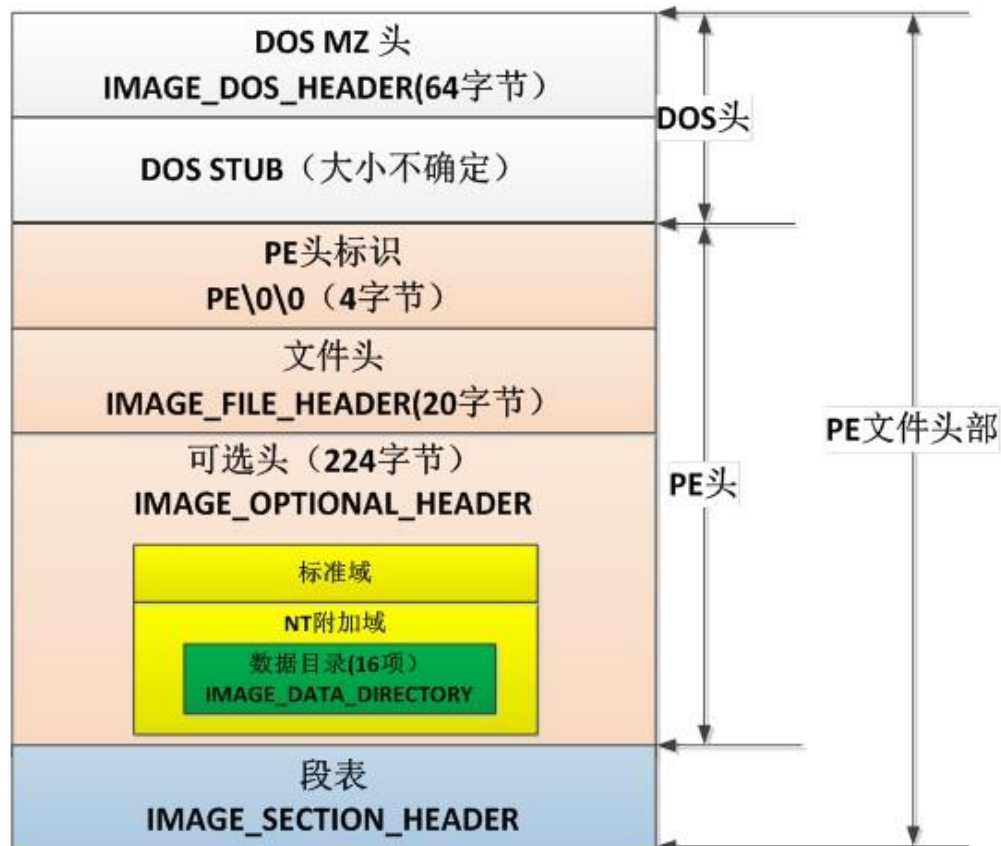 DOS MZ 头
IMAGE_DOS_HEADER(64字节）
DOS头
DOS STUB（大小不确定）
PE头标识
PE\0\0（4字节）
文件头
IMAGE_FILE_HEADER(20字节）
PE文件头部
可选头（224字节）
IMAGE_OPTIONAL_HEADER
PE头
标准域
NT附加域
数据目录(16项）
IMAGE_DATA_DIRECTORY
段表
IMAGE_SECTION_HEADER